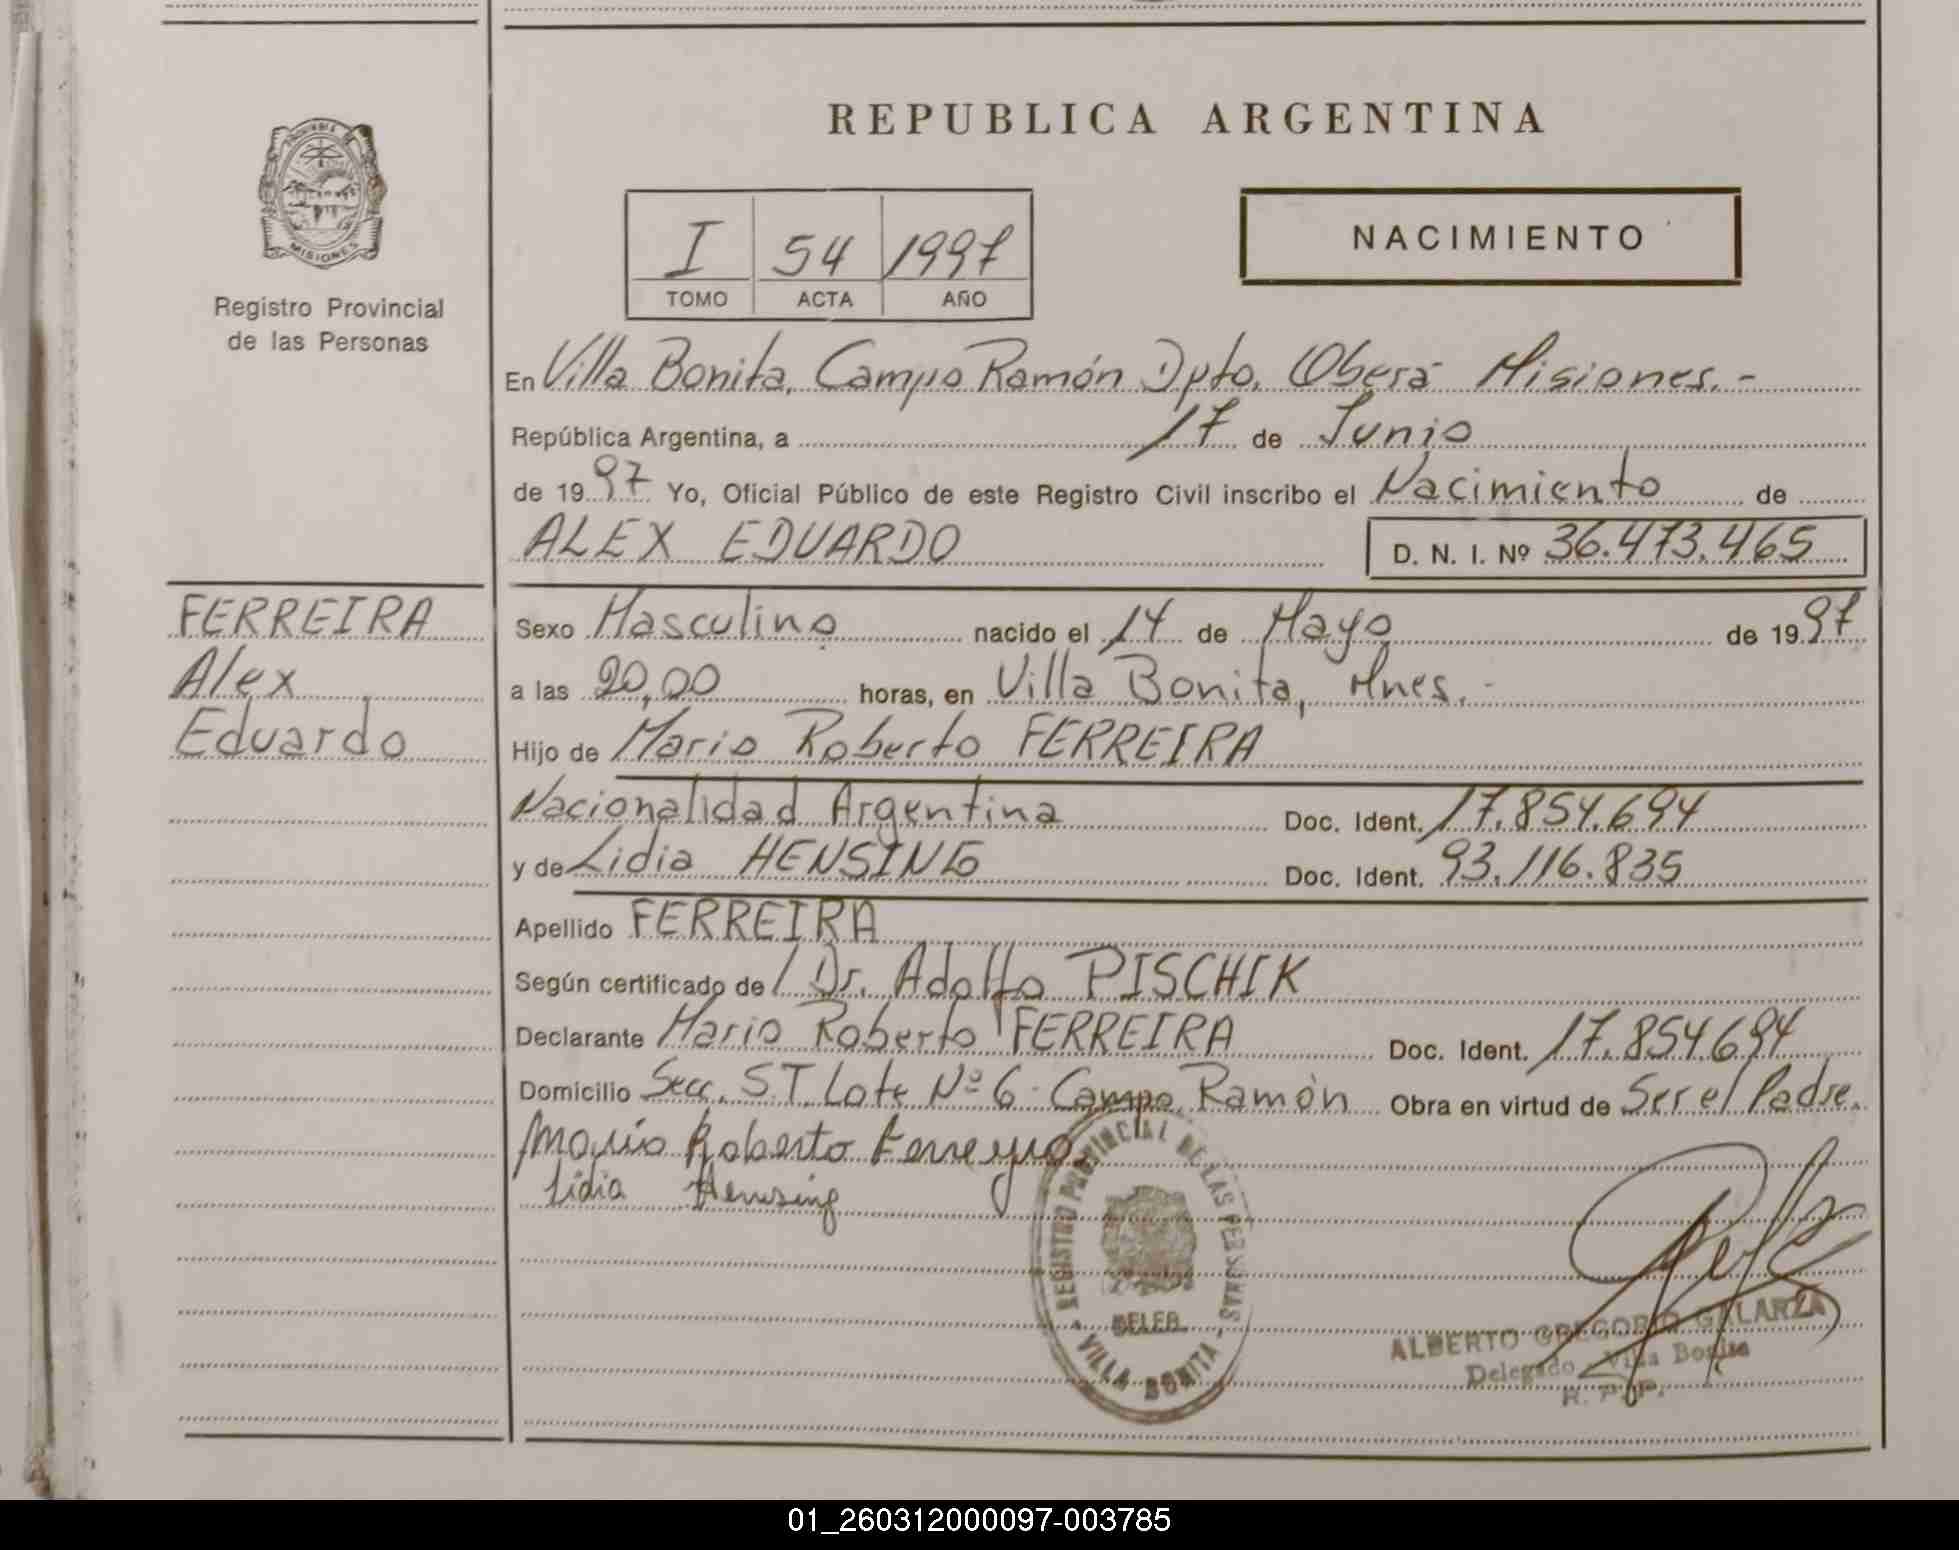 REPUBLICA ARGENTINA
PROVINCIA DE
MISIONES
Registro Provincial
de las Personas
I 54 1997
TOMO ACTA AÑO
NACIMIENTO
En Villa Bonita, Campo Ramón Dpto. Oberá Misiones.-
República Argentina, a 17 de Junio
de 1997 Yo, Oficial Público de este Registro Civil inscribo el Nacimiento de
ALEX EDUARDO D. N. I. Nº 36.473.465
FERREIRA
Alex
Eduardo
Sexo Masculino nacido el 14 de Mayo de 1997
a las 20,00 horas, en Villa Bonita, Mnes.-
Hijo de Mario Roberto FERREIRA
Nacionalidad Argentina Doc. Ident. 17.854.694
y de Lidia HENSING Doc. Ident. 93.116.835
Apellido FERREIRA
Según certificado de Dr. Adolfo PISCHIK
Declarante Mario Roberto FERREIRA Doc. Ident. 17.854.694
Domicilio Secc. S.T. Lote Nº 6 - Campo Ramón Obra en virtud de Ser el Padre.
Mario Roberto Ferreyra
Lidia Hensing
REGISTRO PROVINCIAL DE LAS PERSONAS
DELEG.
- VILLA BONITA -
ALBERTO GREGORIO GALARZA
Delegado - Villa Bonita
R. P. P.
01_260312000097-003785